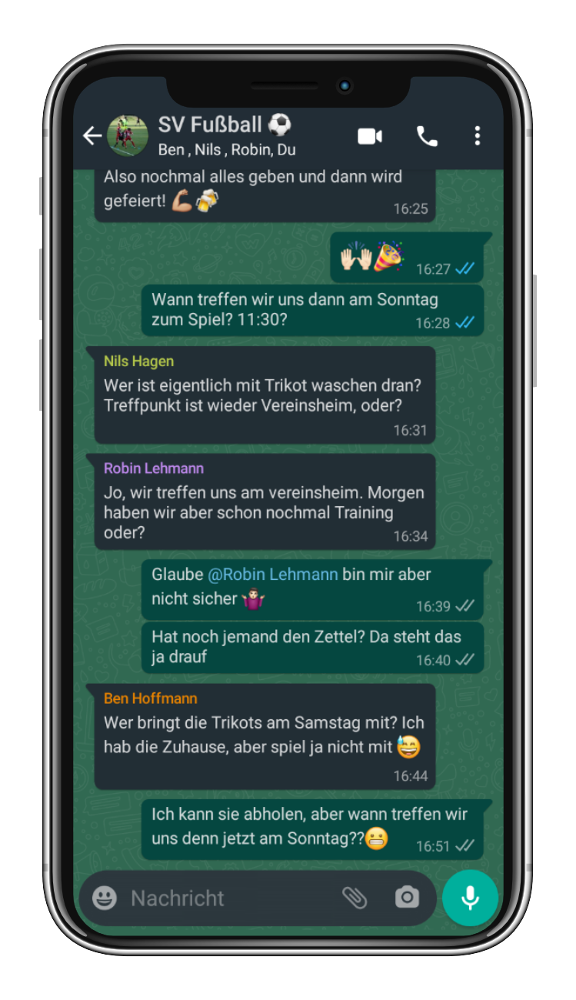 SV Fußball ⚽
Ben , Nils , Robin, Du
Also nochmal alles geben und dann wird
gefeiert! 💪🏼🍻
16:25
🙌🏻🎉 16:27
Wann treffen wir uns dann am Sonntag
zum Spiel? 11:30? 16:28
Nils Hagen
Wer ist eigentlich mit Trikot waschen dran?
Treffpunkt ist wieder Vereinsheim, oder?
16:31
Robin Lehmann
Jo, wir treffen uns am vereinsheim. Morgen
haben wir aber schon nochmal Training
oder? 16:34
Glaube @Robin Lehmann bin mir aber
nicht sicher 🤷🏻‍♂️ 16:39
Hat noch jemand den Zettel? Da steht das
ja drauf 16:40
Ben Hoffmann
Wer bringt die Trikots am Samstag mit? Ich
hab die Zuhause, aber spiel ja nicht mit 😅
16:44
Ich kann sie abholen, aber wann treffen wir
uns denn jetzt am Sonntag??😬 16:51
Nachricht